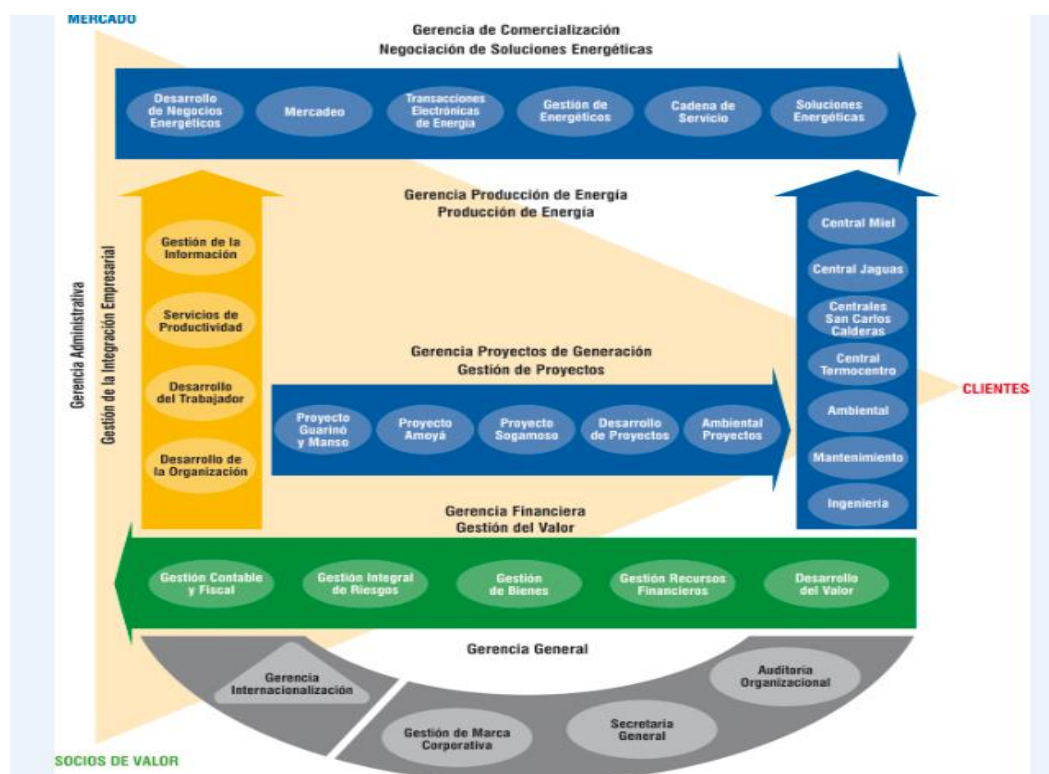 MERCADO
Gerencia de Comercialización
Negociación de Soluciones Energéticas
Desarrollo
de Negocios
Energéticos
Mercadeo
Transacciones
Electrónicas
de Energía
Gestión de
Energéticos
Cadena de
Servicio
Soluciones
Energéticas
Gerencia Producción de Energía
Producción de Energía
Gerencia Administrativa
Gestión de la Integración Empresarial
Gestión de la
Información
Servicios de
Productividad
Desarrollo
del Trabajador
Desarrollo de
la Organización
Gerencia Proyectos de Generación
Gestión de Proyectos
Proyecto
Guarinó
y Manso
Proyecto
Amoyá
Proyecto
Sogamoso
Desarrollo
de Proyectos
Ambiental
Proyectos
Central Miel
Central Jaguas
Centrales
San Carlos
Calderas
Central
Termocentro
Ambiental
Mantenimiento
Ingeniería
CLIENTES
Gerencia Financiera
Gestión del Valor
Gestión Contable
y Fiscal
Gestión Integral
de Riesgos
Gestión
de Bienes
Gestión Recursos
Financieros
Desarrollo
del Valor
Gerencia General
Gerencia
Internacionalización
Gestión de Marca
Corporativa
Secretaria
General
Auditoria
Organizacional
SOCIOS DE VALOR